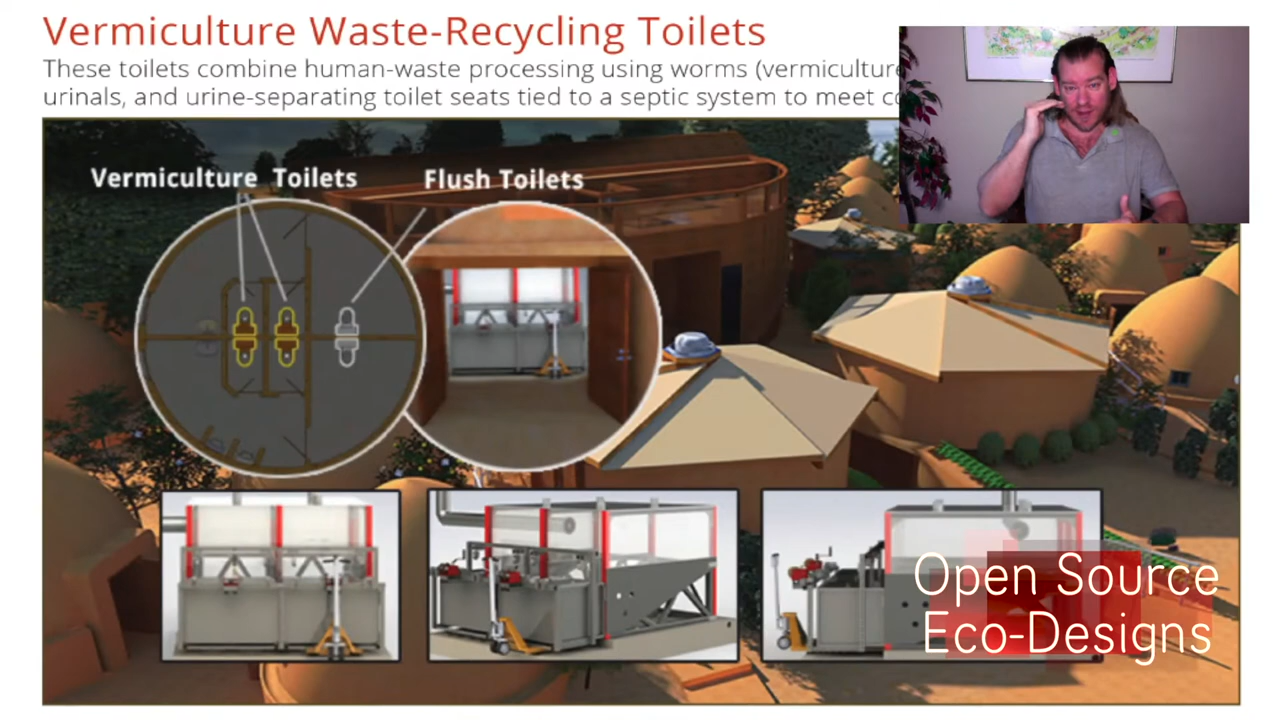 Vermiculture Waste-Recycling Toilets
These toilets combine human-waste processing using worms (vermiculture
urinals, and urine-separating toilet seats tied to a septic system to meet
Vermiculture Toilets
Flush Toilets
Open Source
Eco-Designs